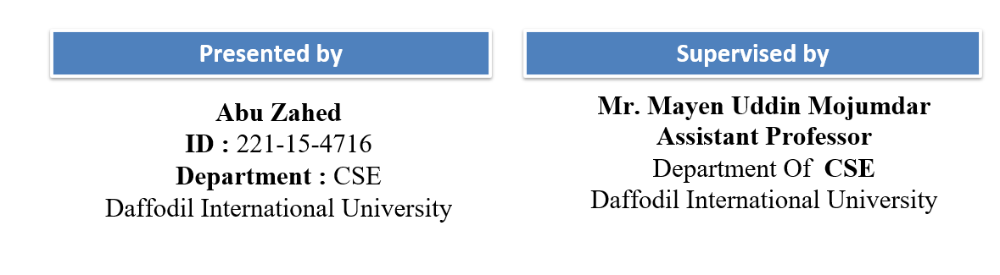 Presented by
Abu Zahed
ID : 221-15-4716
Department : CSE
Daffodil International University
Supervised by
Mr. Mayen Uddin Mojumdar
Assistant Professor
Department Of CSE
Daffodil International University